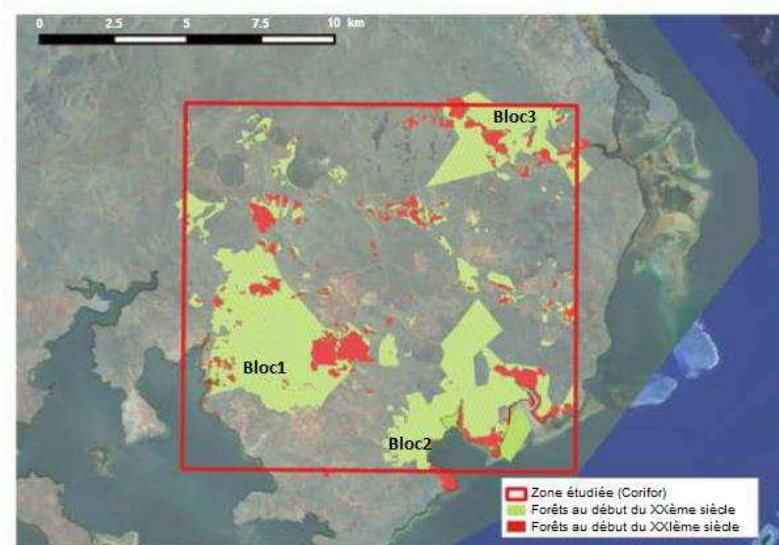 0 2.5 5 7.5 10 km
Bloc3
Bloc1
Bloc2
Zone étudiée (Corifor)
Forêts au début du XXème siècle
Forêts au début du XXIème siècle